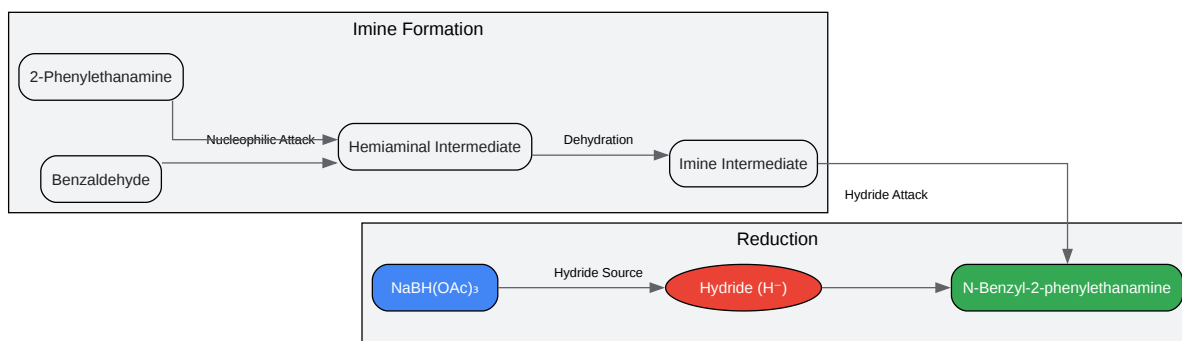 Imine Formation
2-Phenylethanamine
Nucleophilic Attack
Benzaldehyde
Hemiaminal Intermediate
Dehydration
Imine Intermediate
Hydride Attack
Reduction
NaBH(OAc)₃
Hydride Source
Hydride (H⁻)
N-Benzyl-2-phenylethanamine